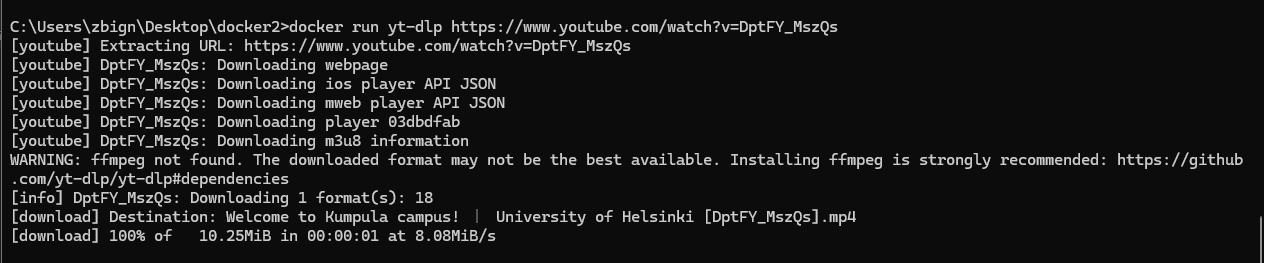 C:\Users\zbign\Desktop\docker2>docker run yt-dlp https://www.youtube.com/watch?v=DptFY_MszQs
[youtube] Extracting URL: https://www.youtube.com/watch?v=DptFY_MszQs
[youtube] DptFY_MszQs: Downloading webpage
[youtube] DptFY_MszQs: Downloading ios player API JSON
[youtube] DptFY_MszQs: Downloading mweb player API JSON
[youtube] DptFY_MszQs: Downloading player 03dbdfab
[youtube] DptFY_MszQs: Downloading m3u8 information
WARNING: ffmpeg not found. The downloaded format may not be the best available. Installing ffmpeg is strongly recommended: https://github
.com/yt-dlp/yt-dlp#dependencies
[info] DptFY_MszQs: Downloading 1 format(s): 18
[download] Destination: Welcome to Kumpula campus! ｜ University of Helsinki [DptFY_MszQs].mp4
[download] 100% of   10.25MiB in 00:00:01 at 8.08MiB/s